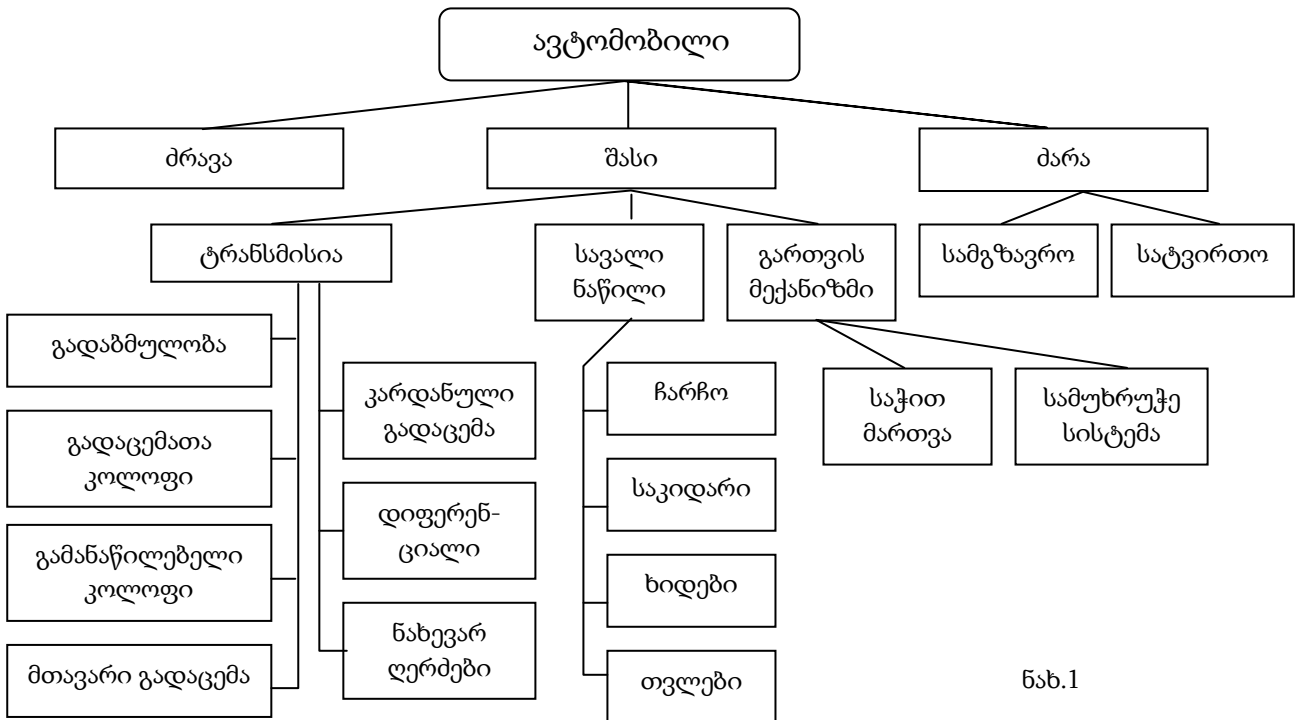 ავტომობილი
ძრავა
შასი
ძარა
ტრანსმისია
სავალი
ნაწილი
გართვის
მექანიზმი
სამგზავრო
სატვირთო
გადაბმულობა
გადაცემათა
კოლოფი
გამანაწილებელი
კოლოფი
მთავარი გადაცემა
კარდანული
გადაცემა
დიფერენ-
ციალი
ნახევარ
ღერძები
ჩარჩო
საკიდარი
ხიდები
თვლები
საჭით
მართვა
სამუხრუჭე
სისტემა
ნახ.1